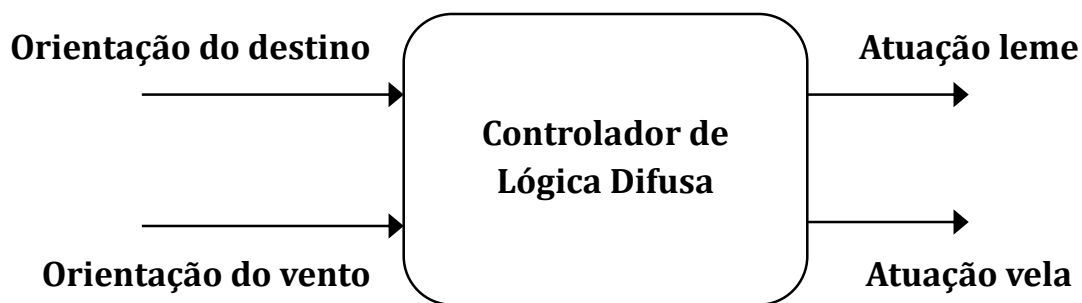 Orientação do destino
Atuação leme
Controlador de
Lógica Difusa
Orientação do vento
Atuação vela